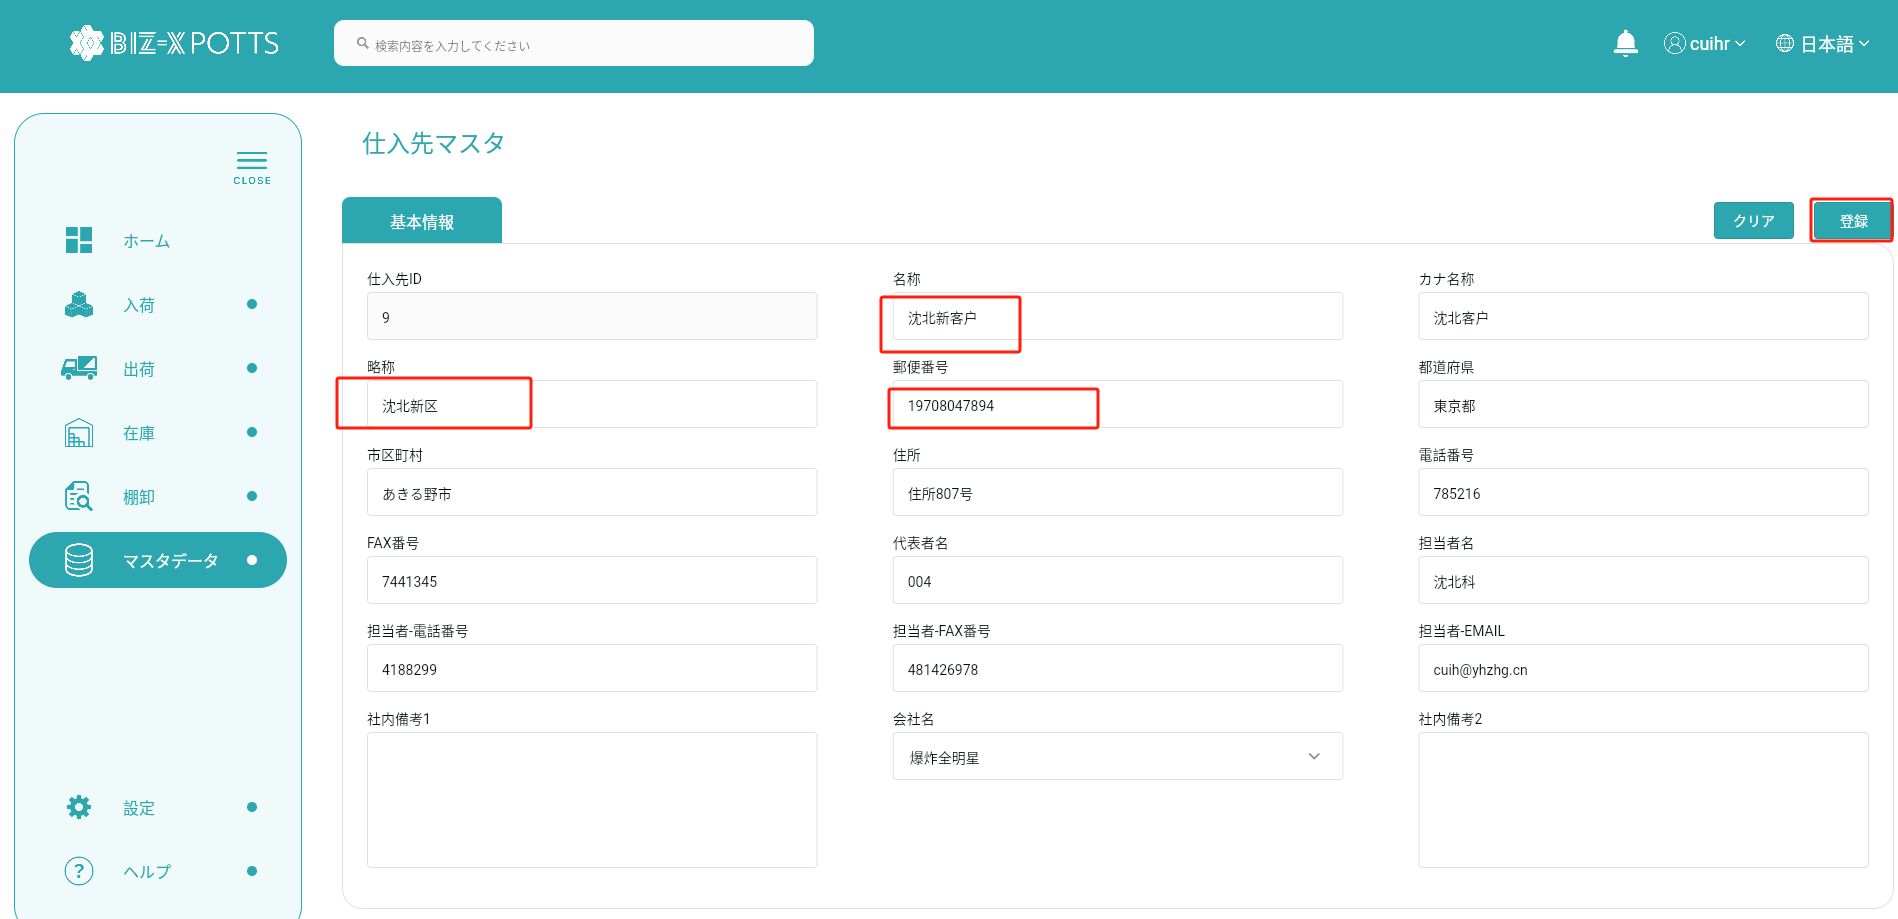 BIZ=X POTTS
検索内容を入力してください
cuihr
日本語
CLOSE
ホーム
入荷
出荷
在庫
棚卸
マスタデータ
設定
?
ヘルプ
仕入先マスタ
基本情報
クリア
登録
仕入先ID
名称
カナ名称
9
沈北新客户
沈北客户
略称
郵便番号
都道府県
沈北新区
19708047894
東京都
市区町村
住所
電話番号
あきる野市
住所807号
785216
FAX番号
代表者名
担当者名
7441345
004
沈北科
担当者-電話番号
担当者-FAX番号
担当者-EMAIL
4188299
481426978
cuih@yhzhg.cn
社内備考1
会社名
社内備考2
爆炸全明星